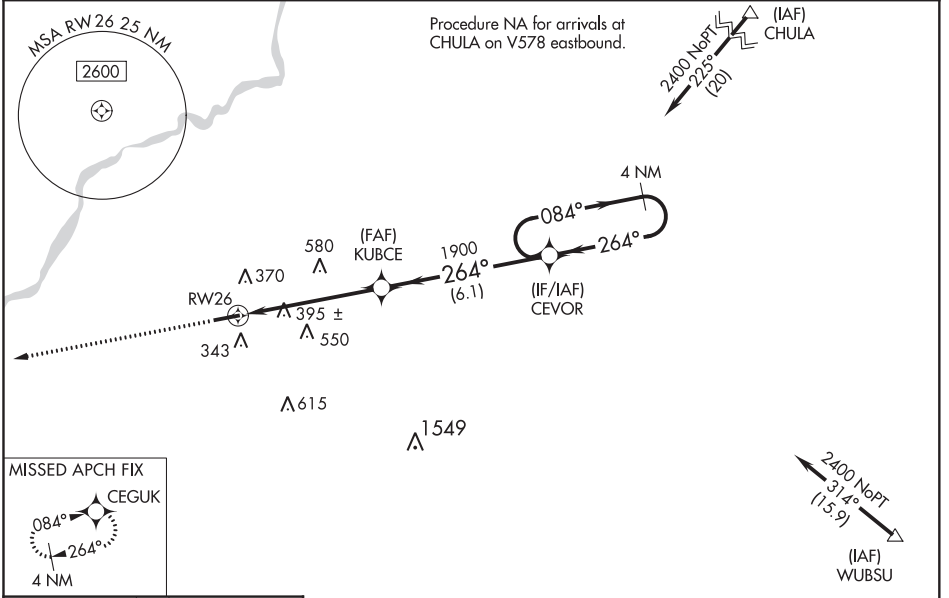 MSA RW26 25 NM
2600
Procedure NA for arrivals at
CHULA on V578 eastbound.
(IAF)
CHULA
2400 NoPT
225°
(20)
4 NM
084°
264°
(FAF)
KUBCE
1900
264°
(6.1)
(IF/IAF)
CEVOR
580
370
RW26
395 ±
550
343
615
1549
MISSED APCH FIX
CEGUK
084°
264°
4 NM
2400 NoPT
314°
(15.9)
(IAF)
WUBSU